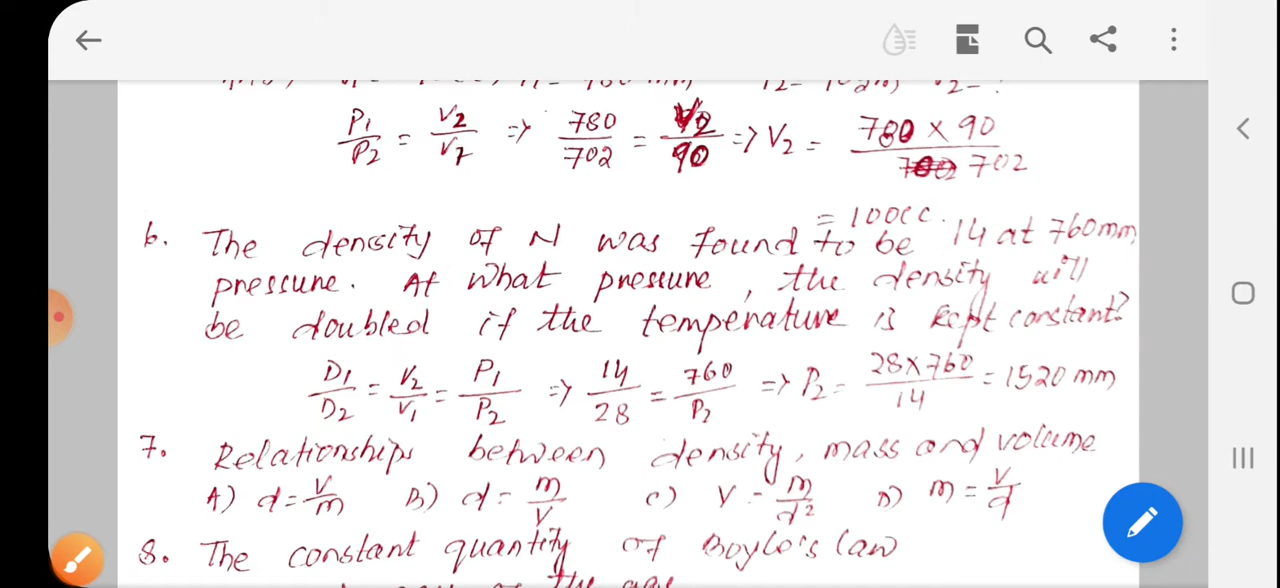 P1/P2 = V2/V1 => 780/702 = V2/90 => V2 = 780 × 90/702
= 100cc.
6. The density of N was found to be 14 at 760mm
pressure. At what pressure, the density will
be doubled if the temperature is kept constant?
D1/D2 = V2/V1 = P1/P2 => 14/28 = 760/P2 => P2 = 28×760/14 = 1520 mm
7. Relationships between density, mass and volume
A) d = V/m B) d = m/V C) V = m/d² D) m = V/d
8. The constant quantity of Boyle's law
the gas